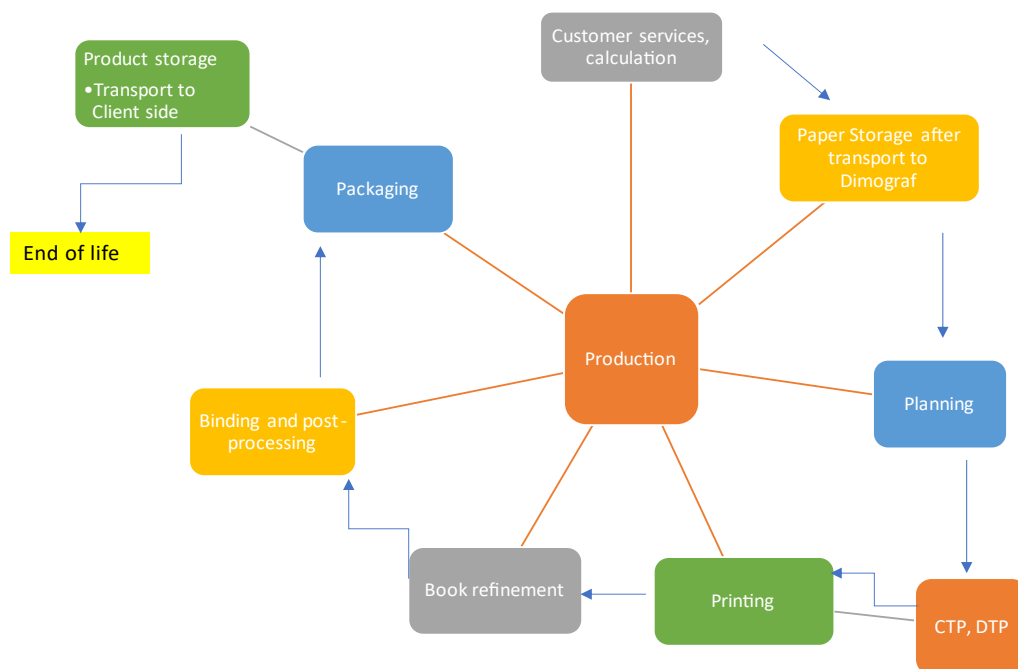 Customer services,
calculation
Product storage
•Transport to
Client side
Paper Storage after
transport to
Dimograf
Packaging
End of life
Production
Planning
Binding and post-
processing
Book refinement
Printing
CTP, DTP